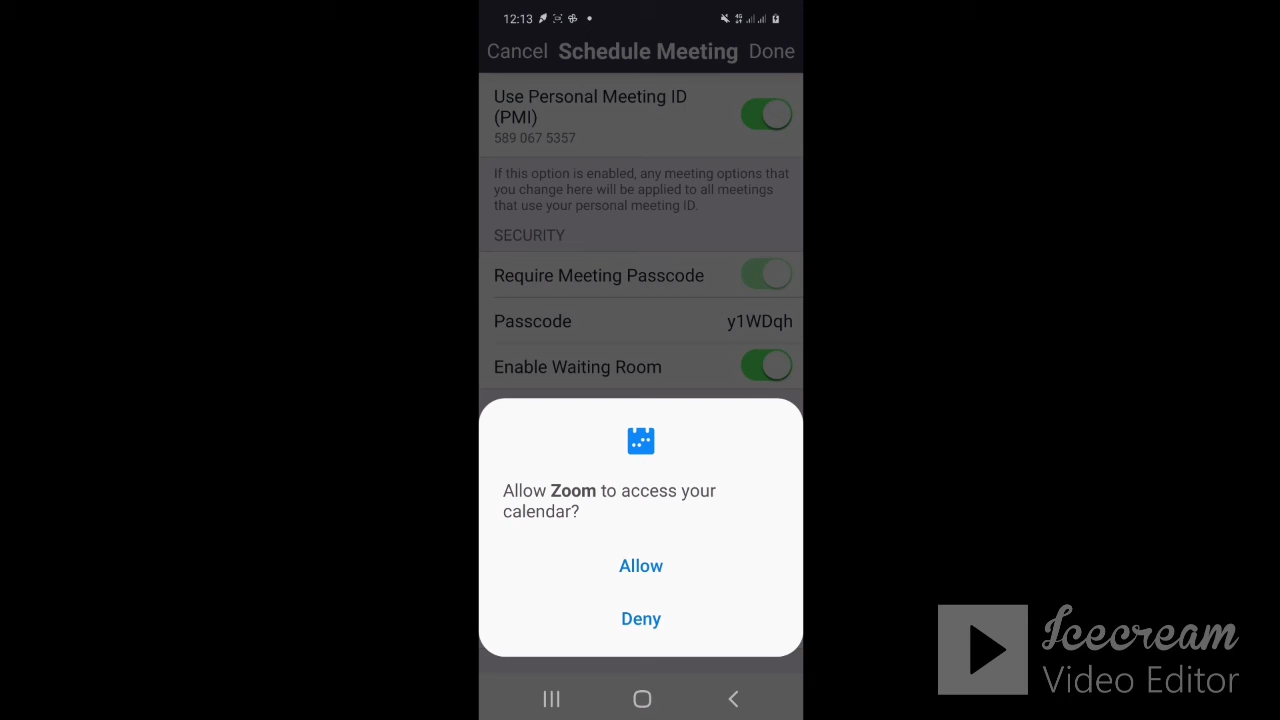 12:13
Cancel Schedule Meeting Done
Use Personal Meeting ID
(PMI)
589 067 5357
If this option is enabled, any meeting options that
you change here will be applied to all meetings
that use your personal meeting ID.
SECURITY
Require Meeting Passcode
Passcode y1WDqh
Enable Waiting Room
Allow Zoom to access your
calendar?
Allow
Deny
Icecream
Video Editor